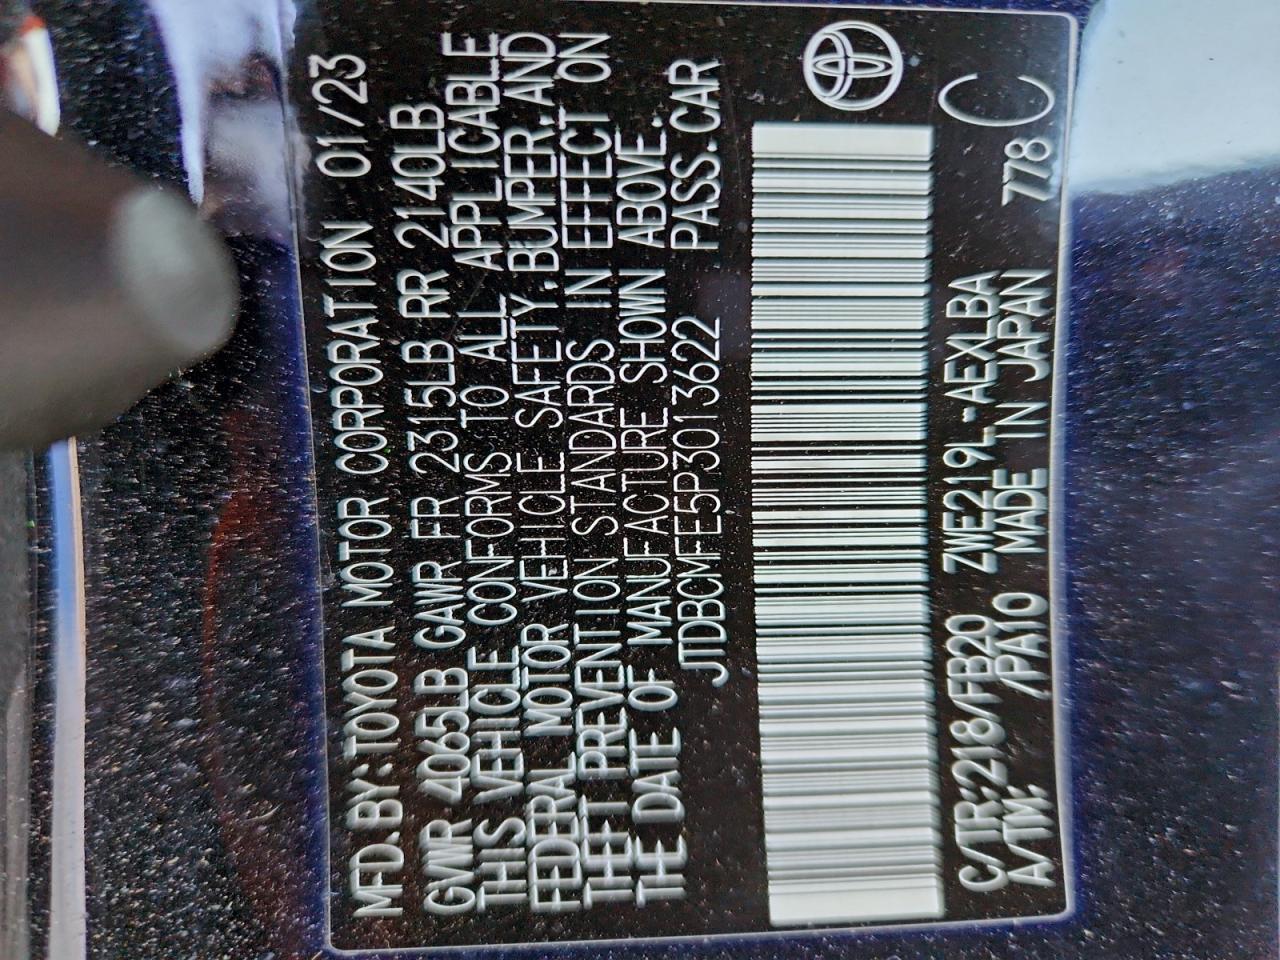 MFD.BY:TOYOTA MOTOR CORPORATION 01/23
GVWR 4065LB GAWR FR 2315LB RR 2140LB
THIS VEHICLE CONFORMS TO ALL APPLICABLE
FEDERAL MOTOR VEHICLE SAFETY.BUMPER.AND
THEFT PREVENTION STANDARDS IN EFFECT ON
THE DATE OF MANUFACTURE SHOWN ABOVE.
JTDBCMFE5P3013622 PASS.CAR
C/TR:218/FB20 ZWE219L-AEXLBA
A/TM: /PA10 MADE IN JAPAN 778
C